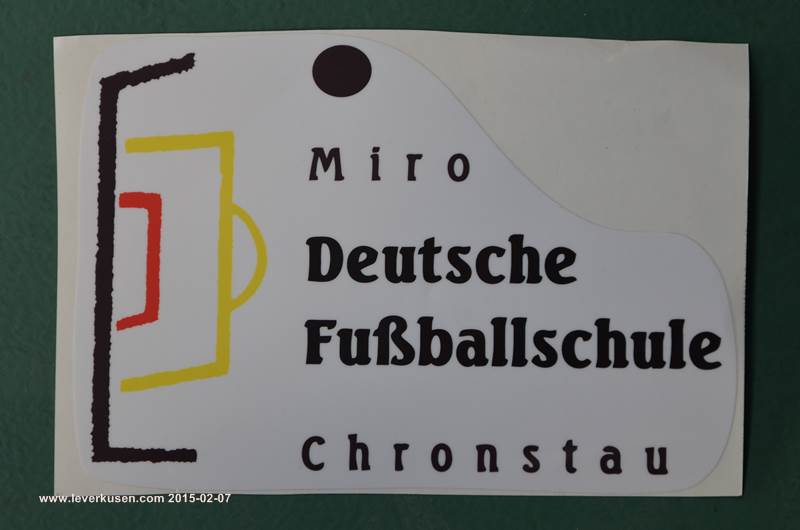 Miro
Deutsche
Fußballschule
Chronstau
www.leverkusen.com 2015-02-07